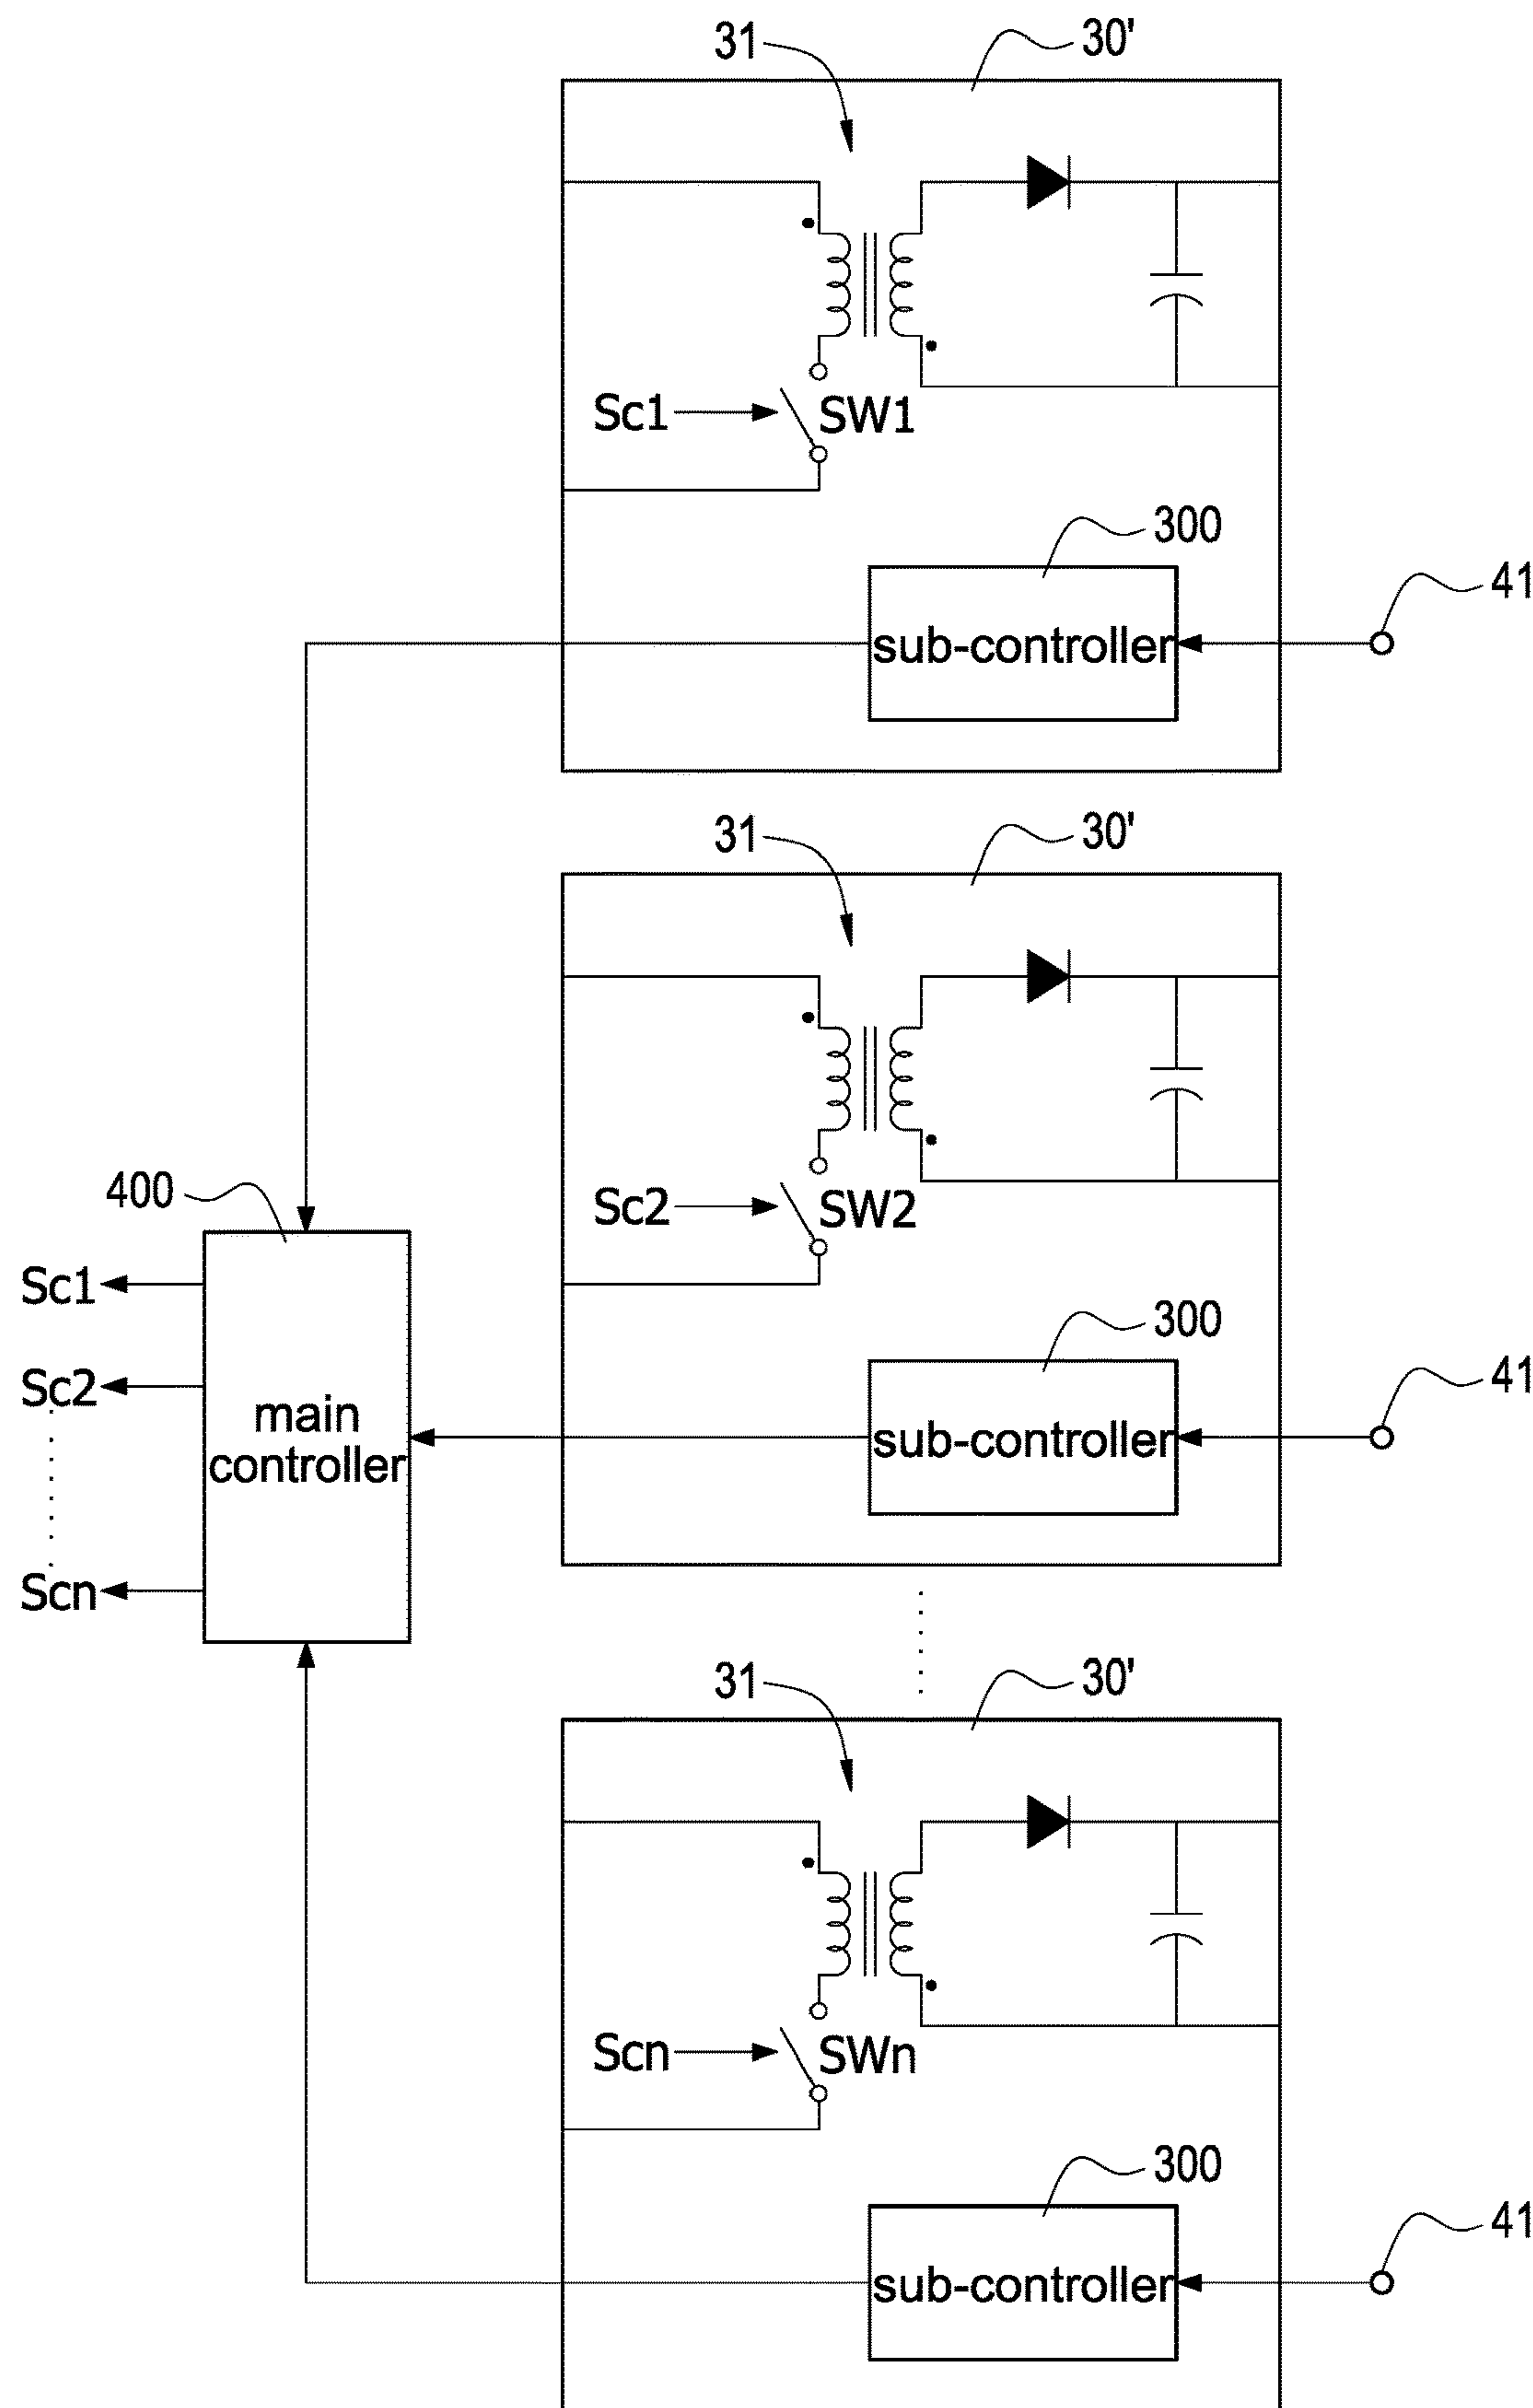 31
30'
Sc1
SW1
300
41
sub-controller
31
30'
400
Sc1
Sc2
Scn
main
controller
Sc2
SW2
300
41
sub-controller
31
30'
Scn
SWn
300
41
sub-controller